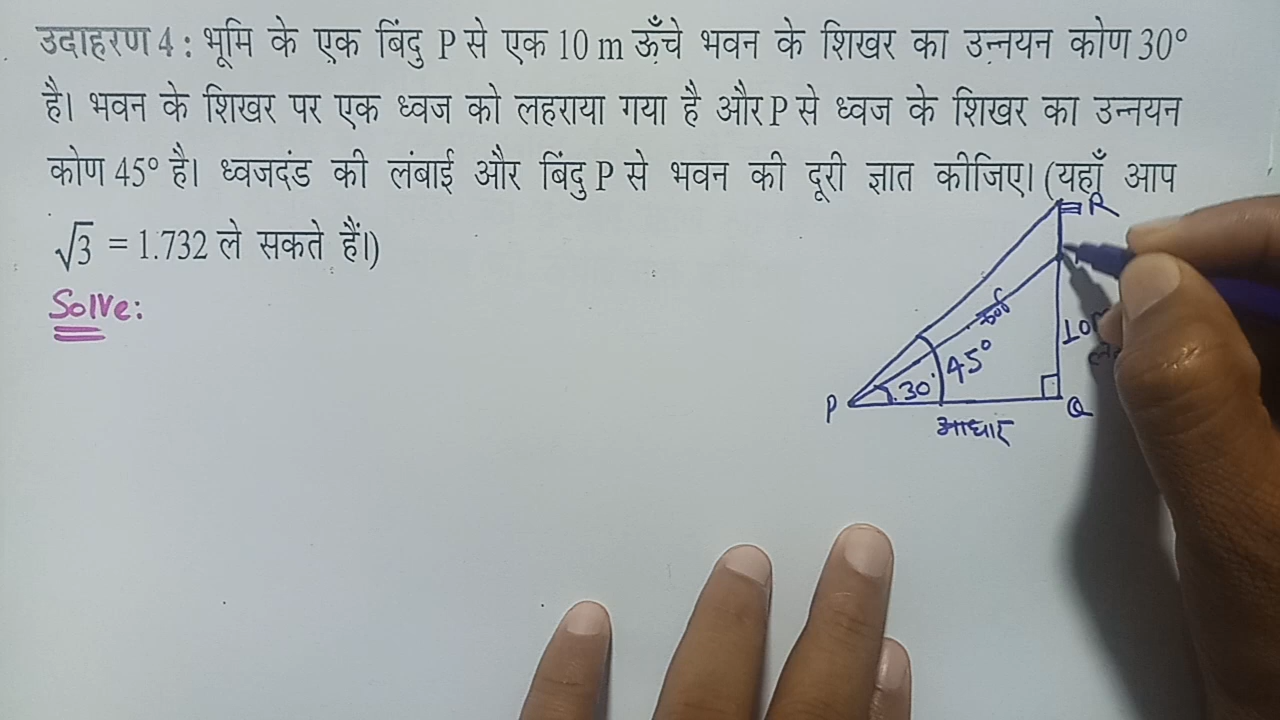 उदाहरण 4 : भूमि के एक बिंदु P से एक 10 m ऊँचे भवन के शिखर का उन्नयन कोण 30°
है। भवन के शिखर पर एक ध्वज को लहराया गया है और P से ध्वज के शिखर का उन्नयन
कोण 45° है। ध्वजदंड की लंबाई और बिंदु P से भवन की दूरी ज्ञात कीजिए। (यहाँ आप
√3 = 1.732 ले सकते हैं।)
Solve:
R
10
45°
30°
P
Q
आधार